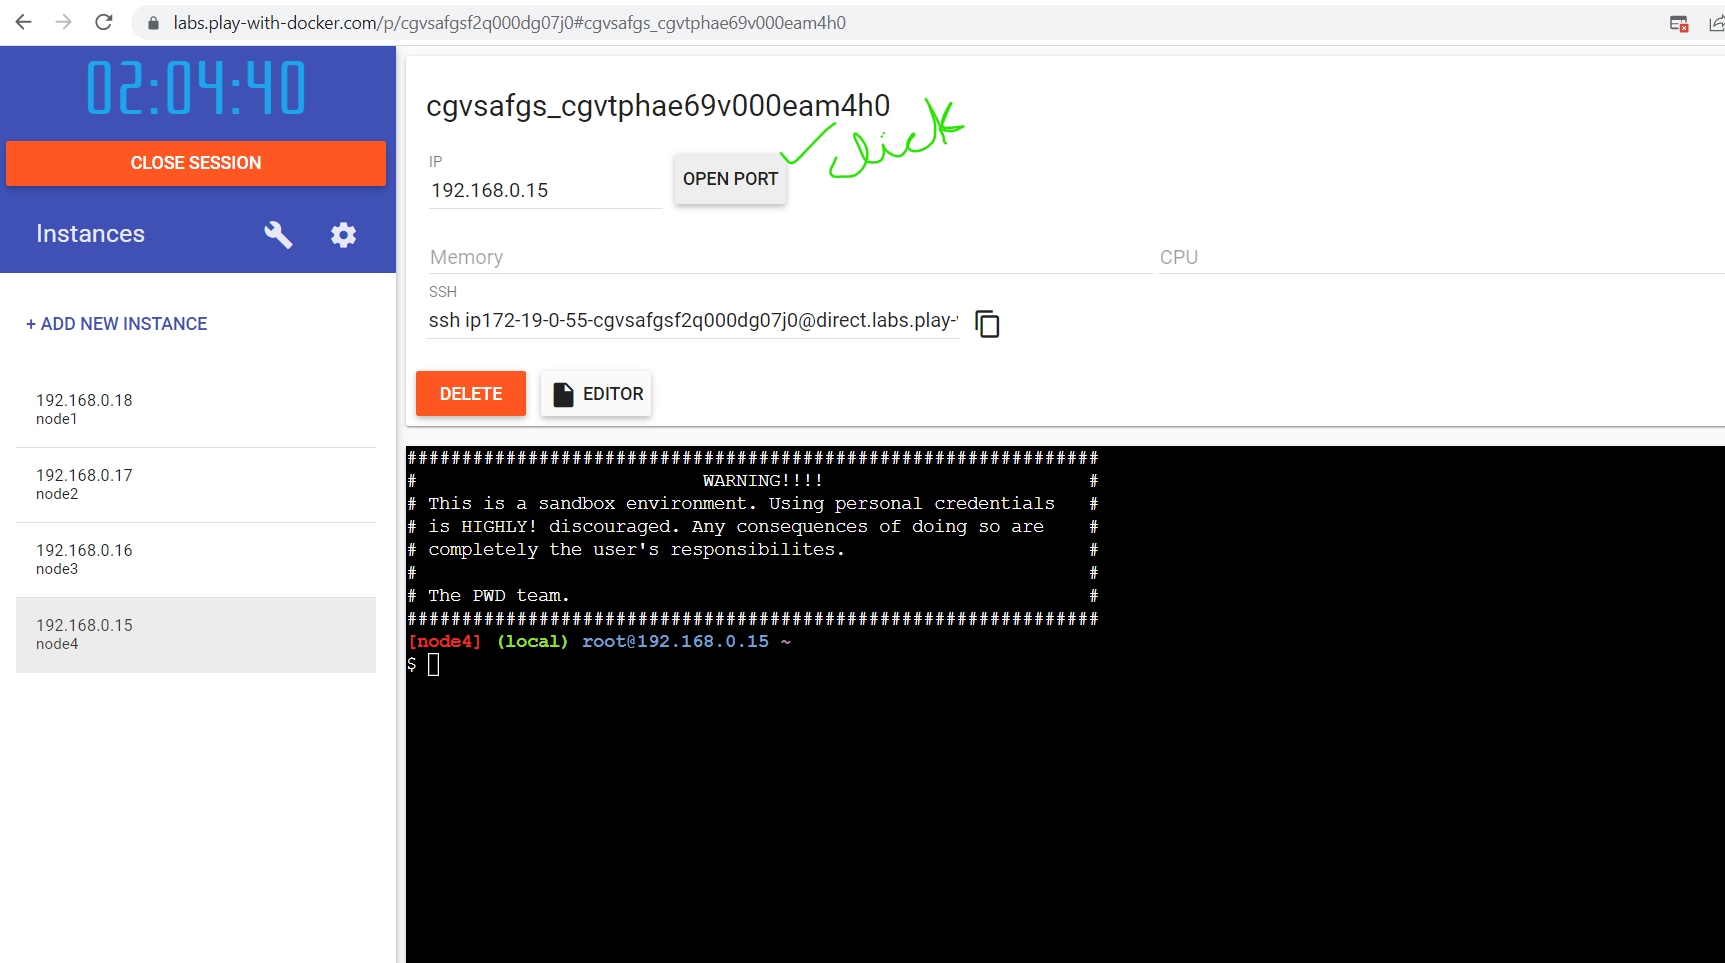 labs.play-with-docker.com/p/cgvsafgsf2q000dg07j0#cgvsafgs_cgvtphae69v000eam4h0
02:04:40
CLOSE SESSION
Instances
+ ADD NEW INSTANCE
192.168.0.18
node1
192.168.0.17
node2
192.168.0.16
node3
192.168.0.15
node4
cgvsafgs_cgvtphae69v000eam4h0
click
IP
192.168.0.15
OPEN PORT
Memory
CPU
SSH
ssh ip172-19-0-55-cgvsafgsf2q000dg07j0@direct.labs.play-
DELETE
EDITOR
###############################################################
# WARNING!!!! #
# This is a sandbox environment. Using personal credentials #
# is HIGHLY! discouraged. Any consequences of doing so are #
# completely the user's responsibilites. #
# #
# The PWD team. #
###############################################################
[node4] (local) root@192.168.0.15 ~
$